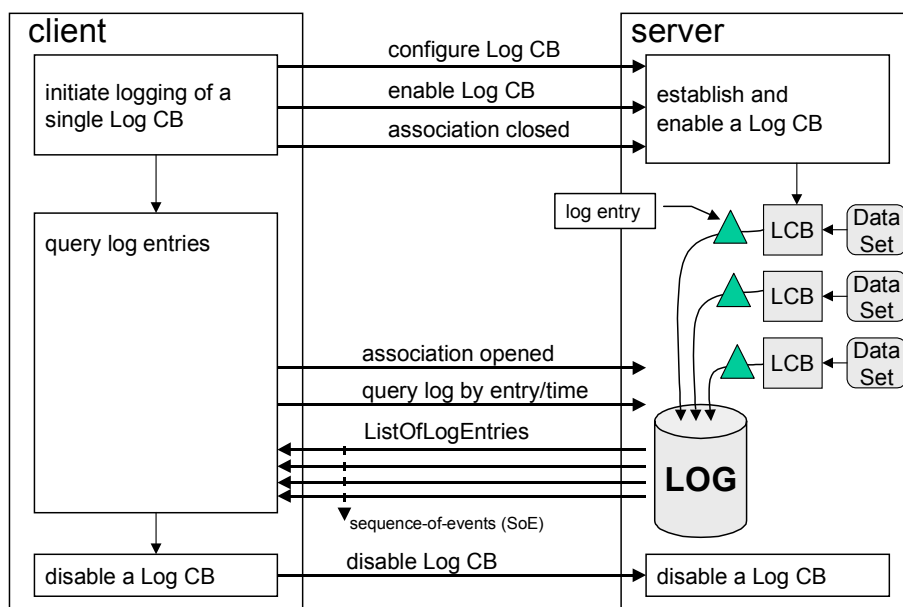 client
server
configure Log CB
initiate logging of a
single Log CB
enable Log CB
establish and
enable a Log CB
association closed
log entry
query log entries
LCB
Data
Set
LCB
Data
Set
LCB
Data
Set
association opened
query log by entry/time
ListOfLogEntries
LOG
sequence-of-events (SoE)
disable a Log CB
disable Log CB
disable a Log CB